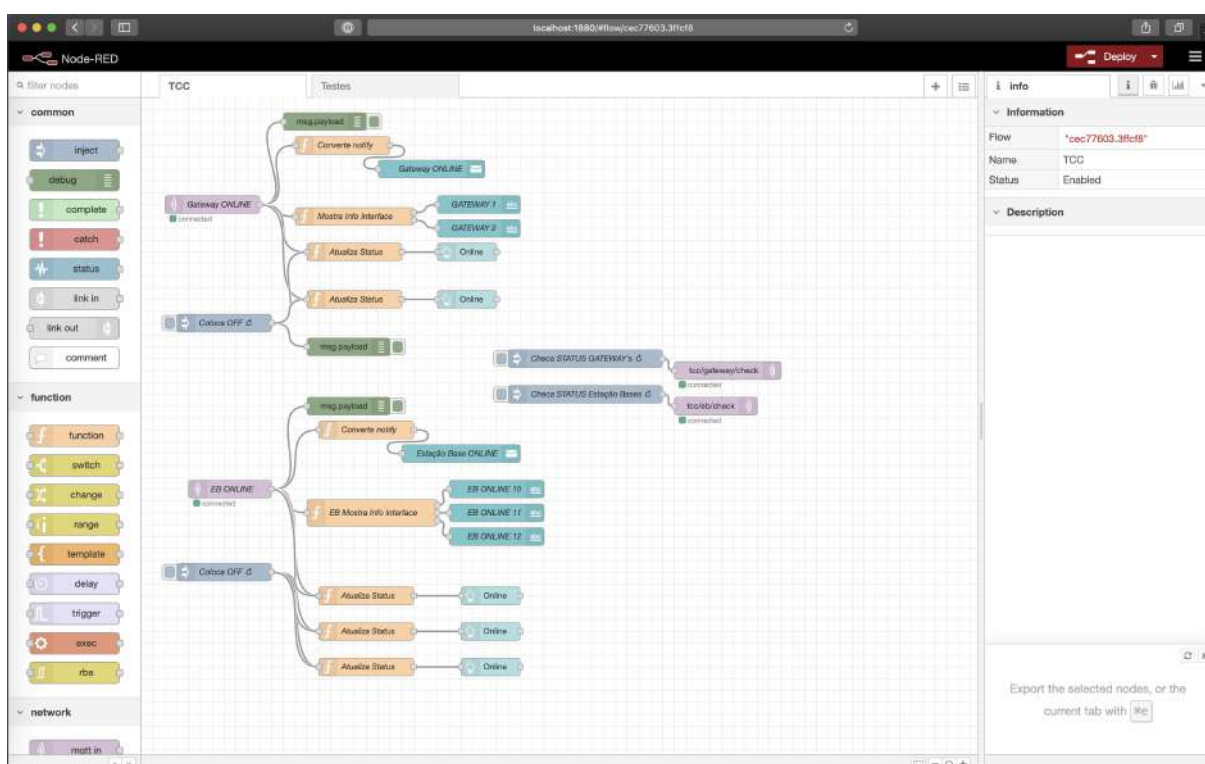 localhost:1880/#flow/cec77603.3ffcf8
Node-RED
Deploy
filter nodes
TCC
Testes
i info
common
inject
debug
complete
catch
status
link in
link out
comment
function
function
switch
change
range
template
delay
trigger
exec
rbe
network
mqtt in
msg.payload
Converte notify
Gateway ONLINE
Gateway ONLINE
connected
Mostra Info Interface
GATEWAY 1
abc
GATEWAY 2
abc
Atualiza Status
Online
Atualiza Status
Online
Coloca OFF ↻
msg.payload
Checa STATUS GATEWAY's ↻
tcc/gateway/check
connected
Checa STATUS Estação Bases ↻
tcc/eb/check
connected
msg.payload
Converte notify
Estação Base ONLINE
EB ONLINE
connected
EB Mostra Info Interface
EB ONLINE 10
abc
EB ONLINE 11
abc
EB ONLINE 12
abc
Coloca OFF ↻
Atualiza Status
Online
Atualiza Status
Online
Atualiza Status
Online
Information
Flow
"cec77603.3ffcf8"
Name
TCC
Status
Enabled
Description
Export the selected nodes, or the
current tab with ⌘e